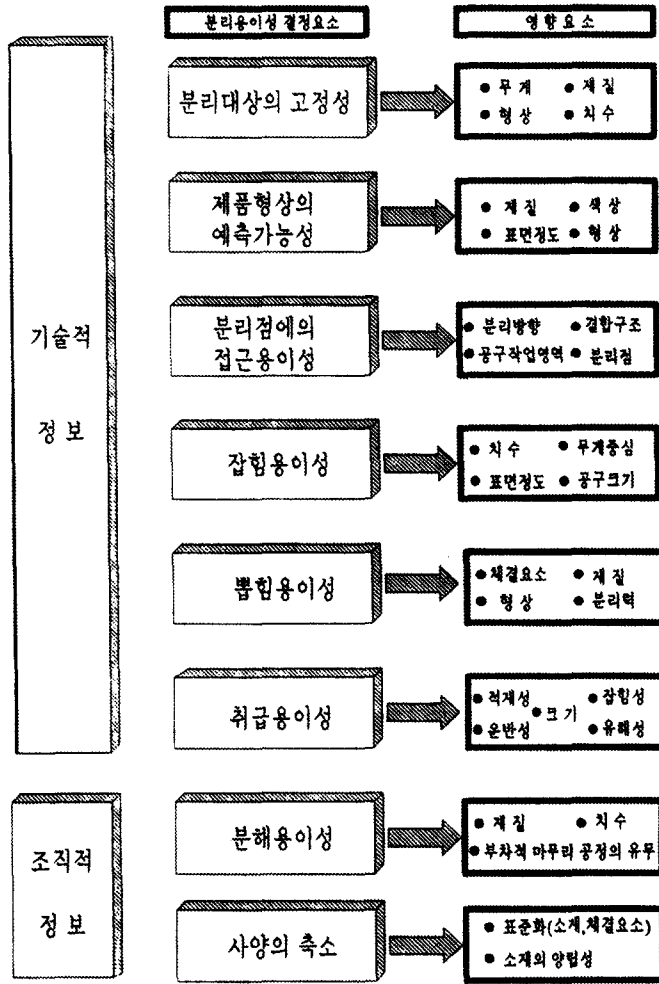 분리용이성 결정요소
영향요소
기술적
정 보
분리대상의 고정성
● 무 게 ● 재 질
● 형 상 ● 치 수
제품형상의
예측가능성
● 재 질 ● 색 상
● 표면정도 ● 형 상
분리점에의
접근용이성
● 분리방향 ● 결합구조
● 공구작업영역 ● 분리점
잡힘용이성
● 치 수 ● 무게중심
● 표면정도 ● 공구크기
뽑힘용이성
● 체결요소 ● 재 질
● 형 상 ● 분리력
취급용이성
● 적재성 ● 크 기 ● 잡힘성
● 운반성 ● 유해성
조직적
정 보
분해용이성
● 재 질 ● 치 수
● 부차적 마무리 공정의 유무
사양의 축소
● 표준화(소재,체결요소)
● 소재의 양립성